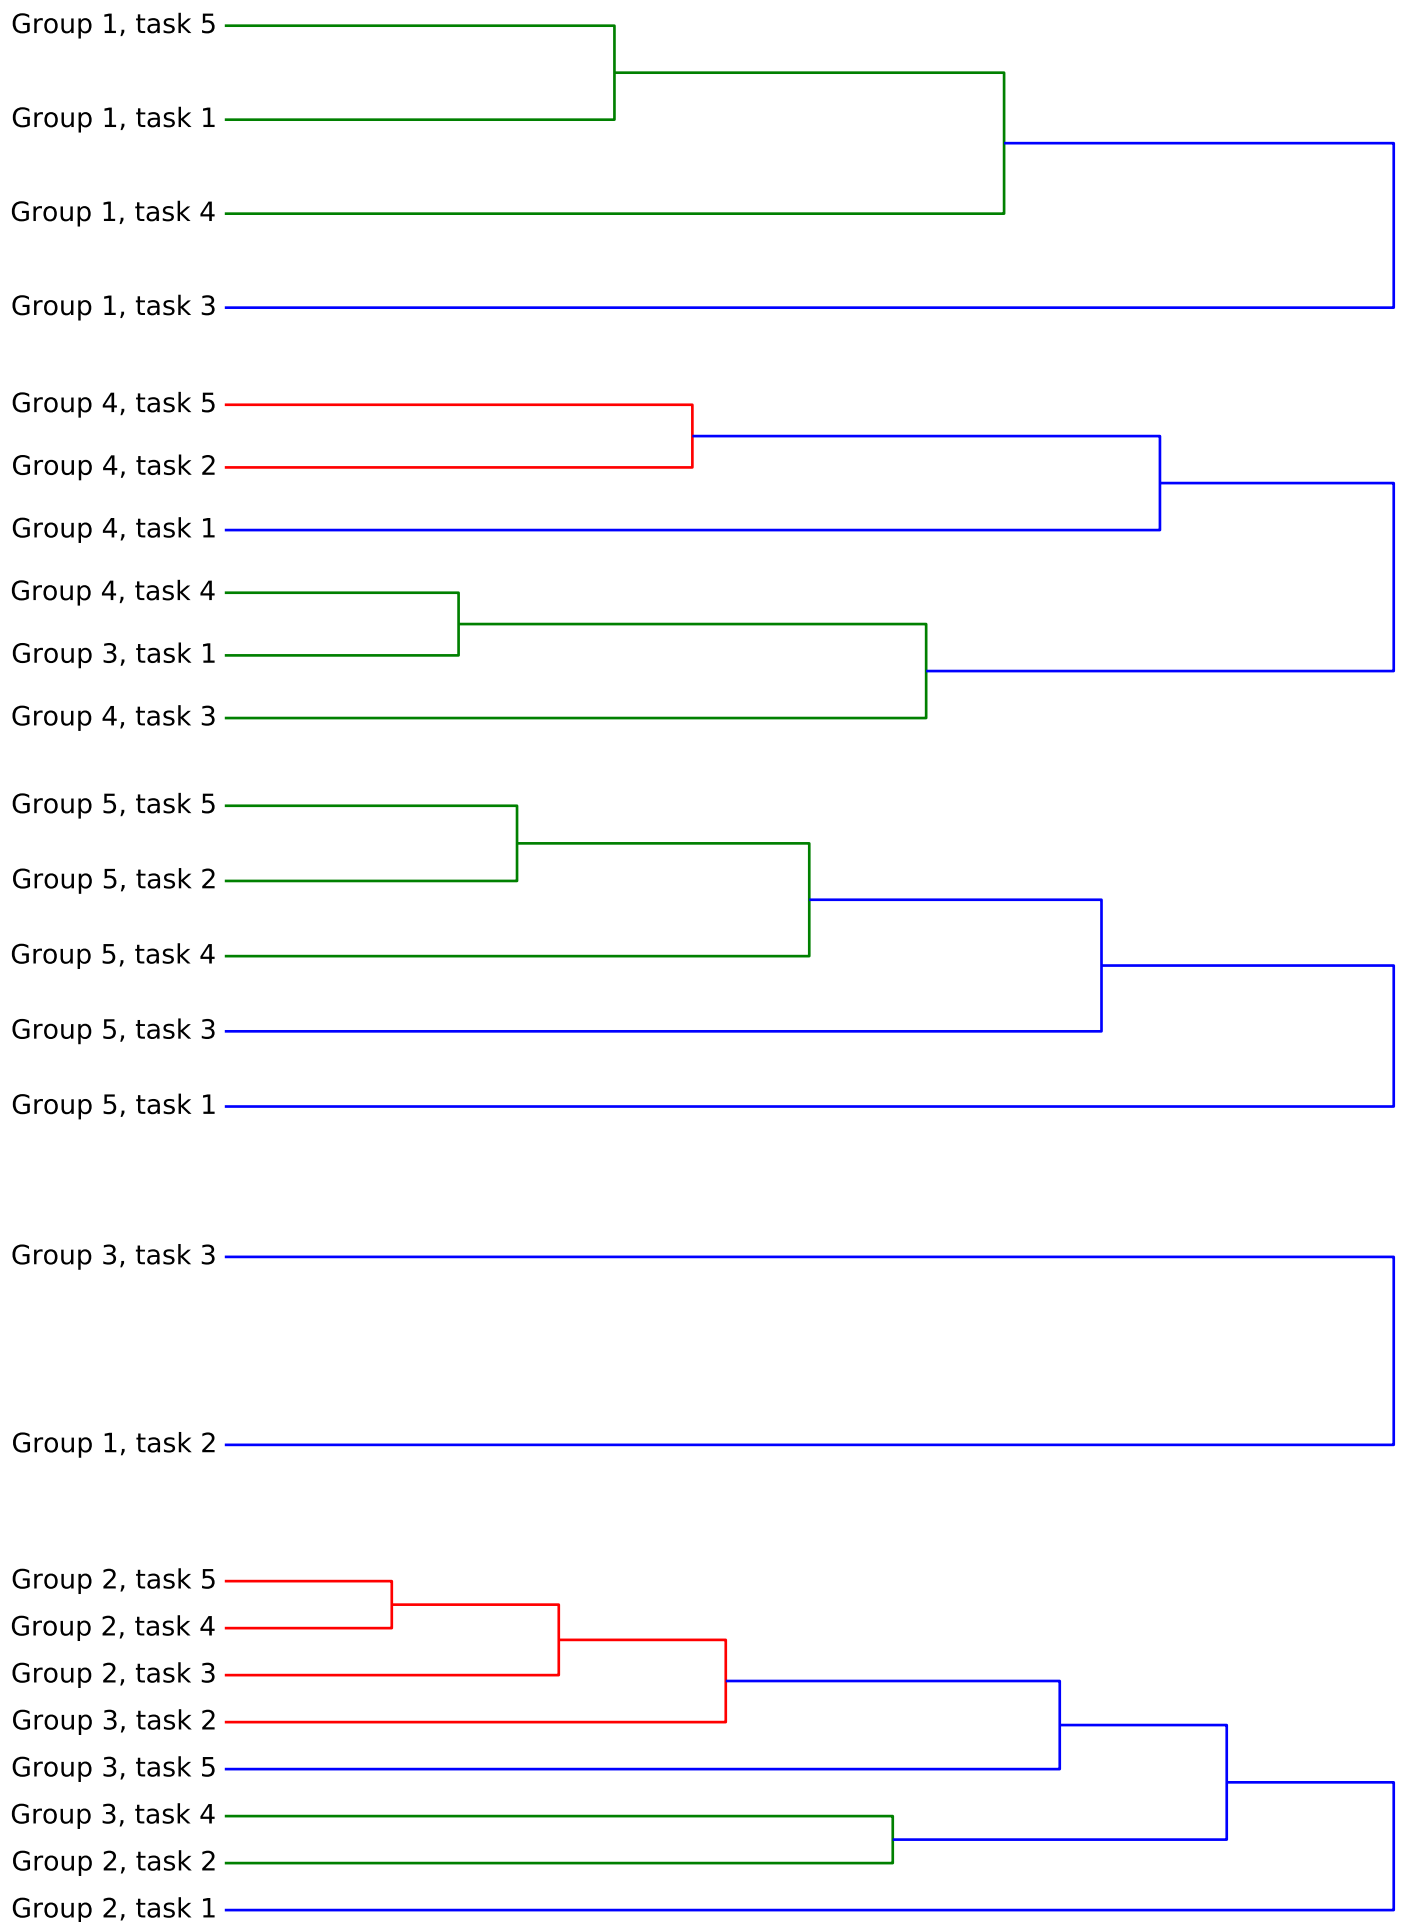 Group 1, task 5
Group 1, task 1
Group 1, task 4
Group 1, task 3
Group 4, task 5
Group 4, task 2
Group 4, task 1
Group 4, task 4
Group 3, task 1
Group 4, task 3
Group 5, task 5
Group 5, task 2
Group 5, task 4
Group 5, task 3
Group 5, task 1
Group 3, task 3
Group 1, task 2
Group 2, task 5
Group 2, task 4
Group 2, task 3
Group 3, task 2
Group 3, task 5
Group 3, task 4
Group 2, task 2
Group 2, task 1